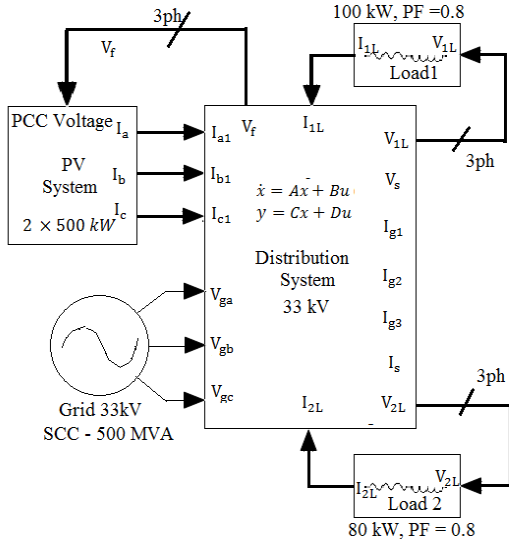 3ph
100 kW, PF =0.8
V_f
I_1L V_1L
Load1
PCC Voltage I_a
PV
System
I_b
I_c
2 × 500 kW
I_a1 V_f I_1L
I_b1
I_c1
V_1L
3ph
V_s
ẋ = Ax + Bu
y = Cx + Du
I_g1
Distribution
System
33 kV
I_g2
I_g3
I_s
V_ga
V_gb
V_gc
I_2L
V_2L
3ph
Grid 33kV
SCC - 500 MVA
I_2L V_2L
Load 2
80 kW, PF = 0.8